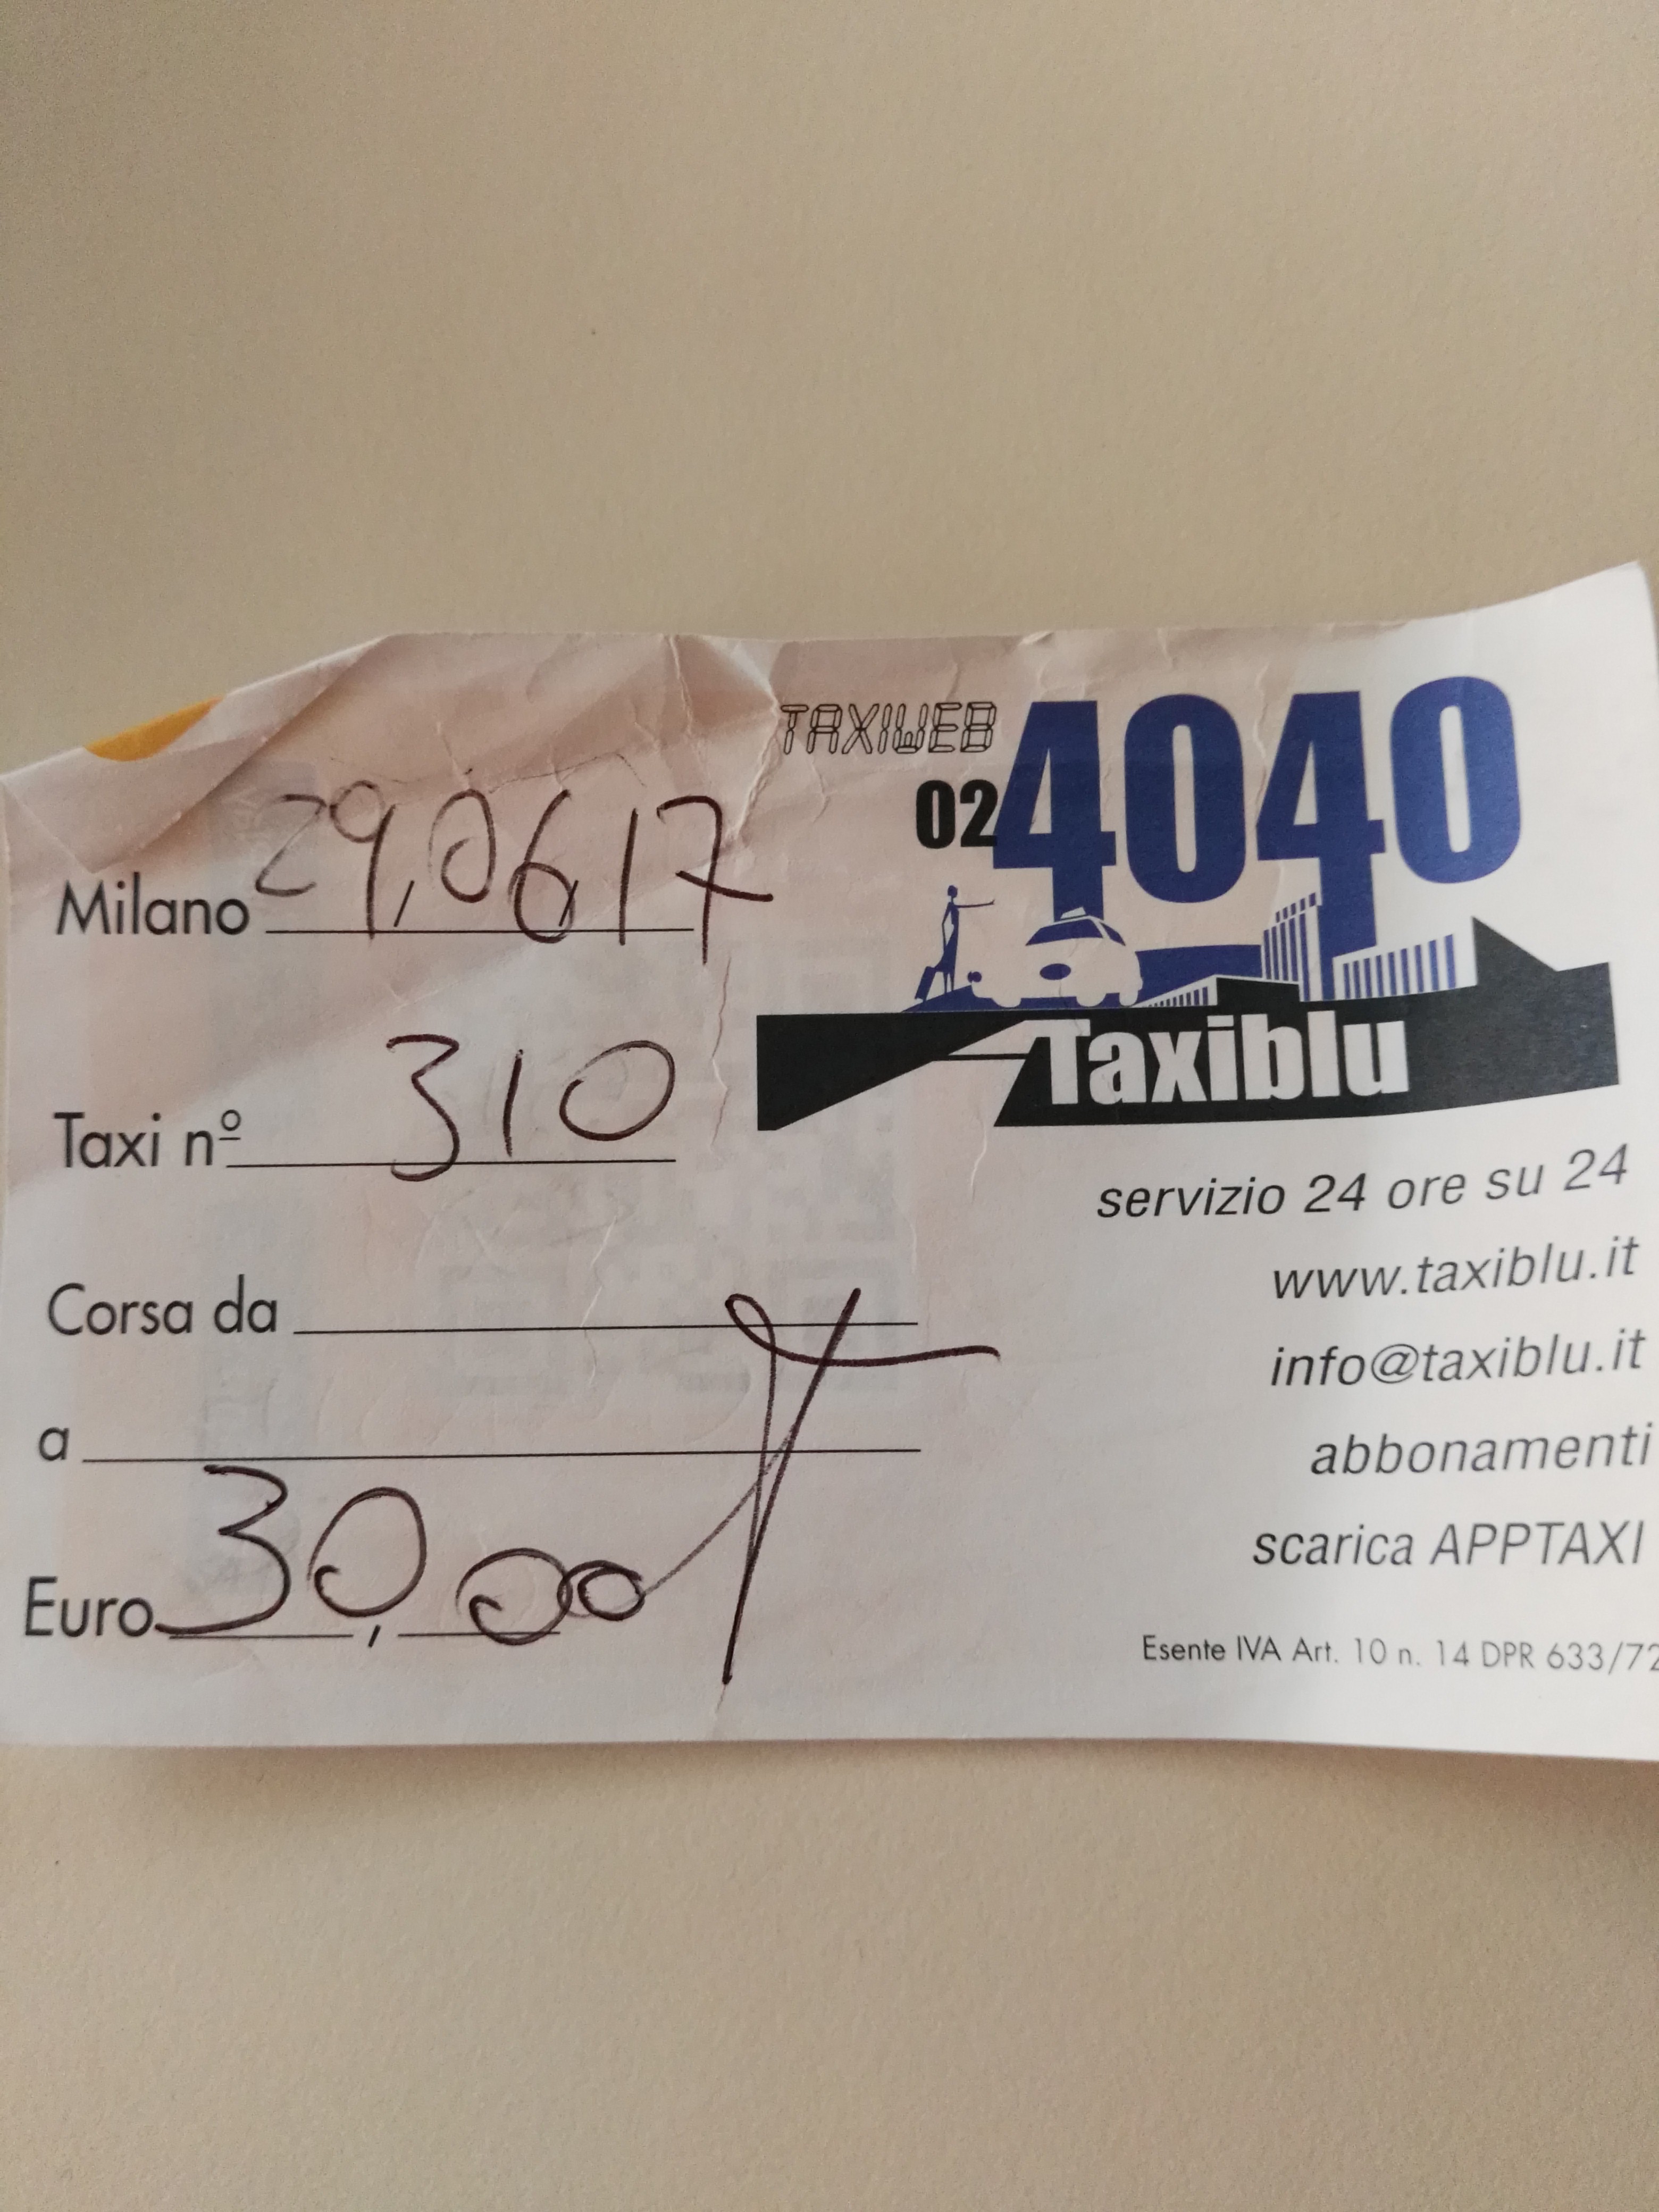 TAXIWEB
02 4040
Taxiblu
Milano 29,06,17
Taxi nº 310
Corsa da
a
Euro 30,00
servizio 24 ore su 24
www.taxiblu.it
info@taxiblu.it
abbonamenti
scarica APPTAXI
Esente IVA Art. 10 n. 14 DPR 633/72